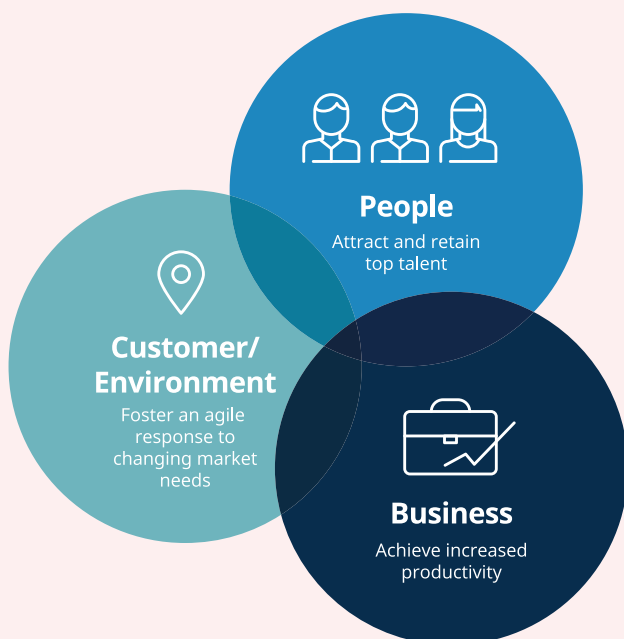 People
Attract and retain
top talent
Customer/
Environment
Foster an agile
response to
changing market
needs
Business
Achieve increased
productivity